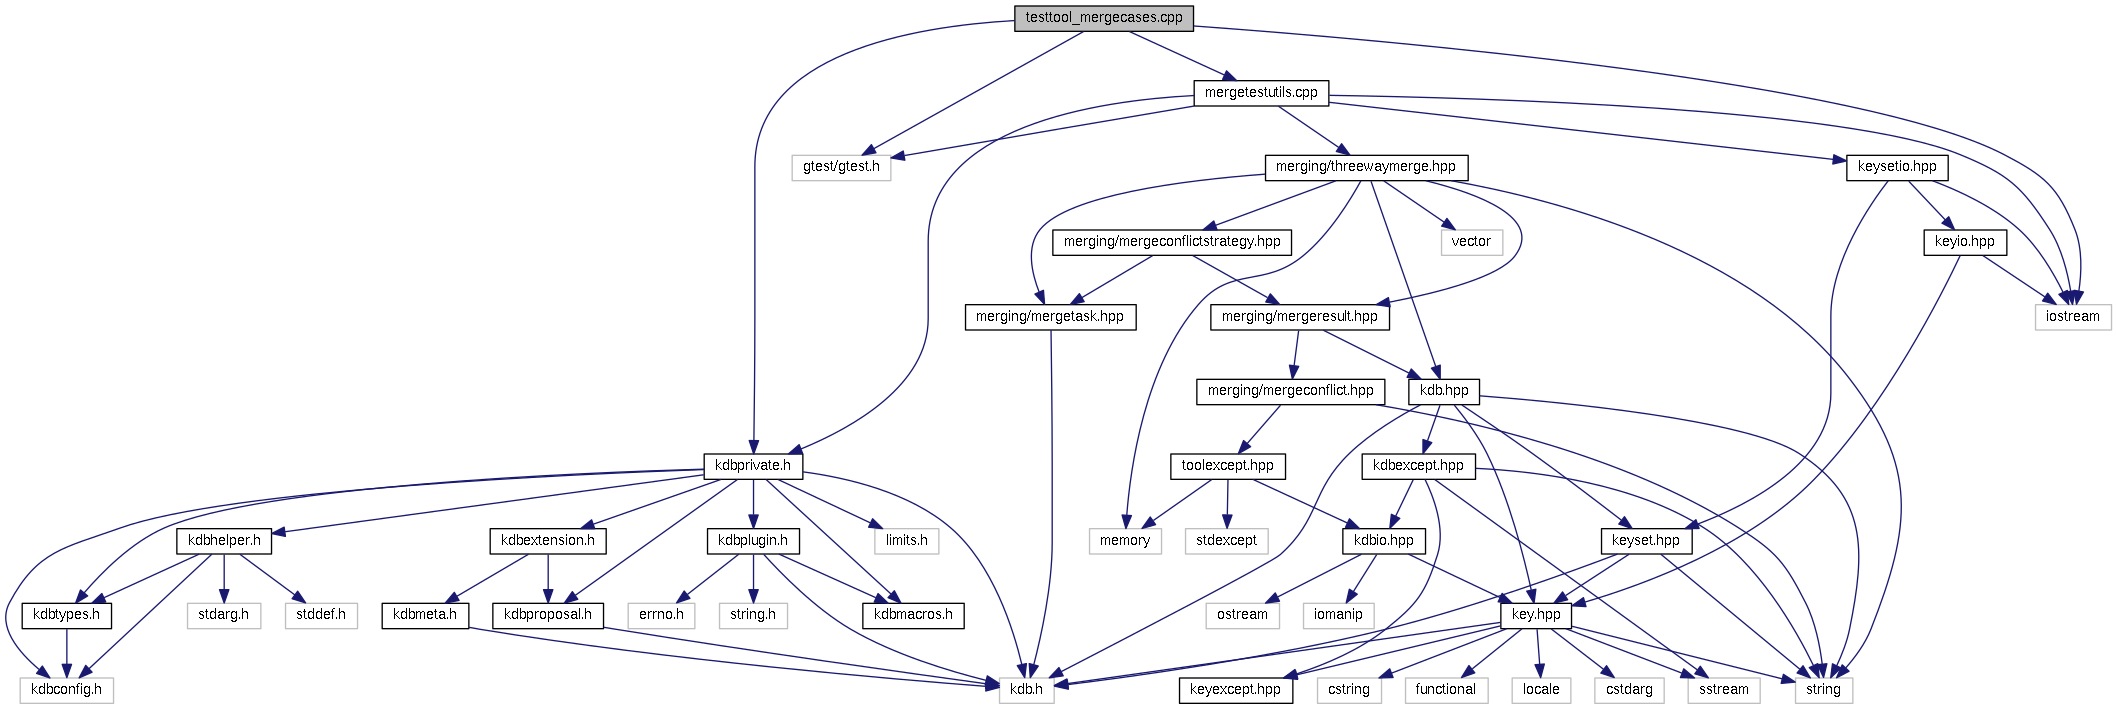 testtool_mergecases.cpp
mergetestutils.cpp
gtest/gtest.h
merging/threewaymerge.hpp
keysetio.hpp
merging/mergeconflictstrategy.hpp
vector
keyio.hpp
merging/mergetask.hpp
merging/mergeresult.hpp
iostream
merging/mergeconflict.hpp
kdb.hpp
kdbprivate.h
toolexcept.hpp
kdbexcept.hpp
kdbhelper.h
kdbextension.h
kdbplugin.h
limits.h
memory
stdexcept
kdbio.hpp
keyset.hpp
kdbtypes.h
stdarg.h
stddef.h
kdbmeta.h
kdbproposal.h
errno.h
string.h
kdbmacros.h
ostream
iomanip
key.hpp
kdbconfig.h
kdb.h
keyexcept.hpp
cstring
functional
locale
cstdarg
sstream
string